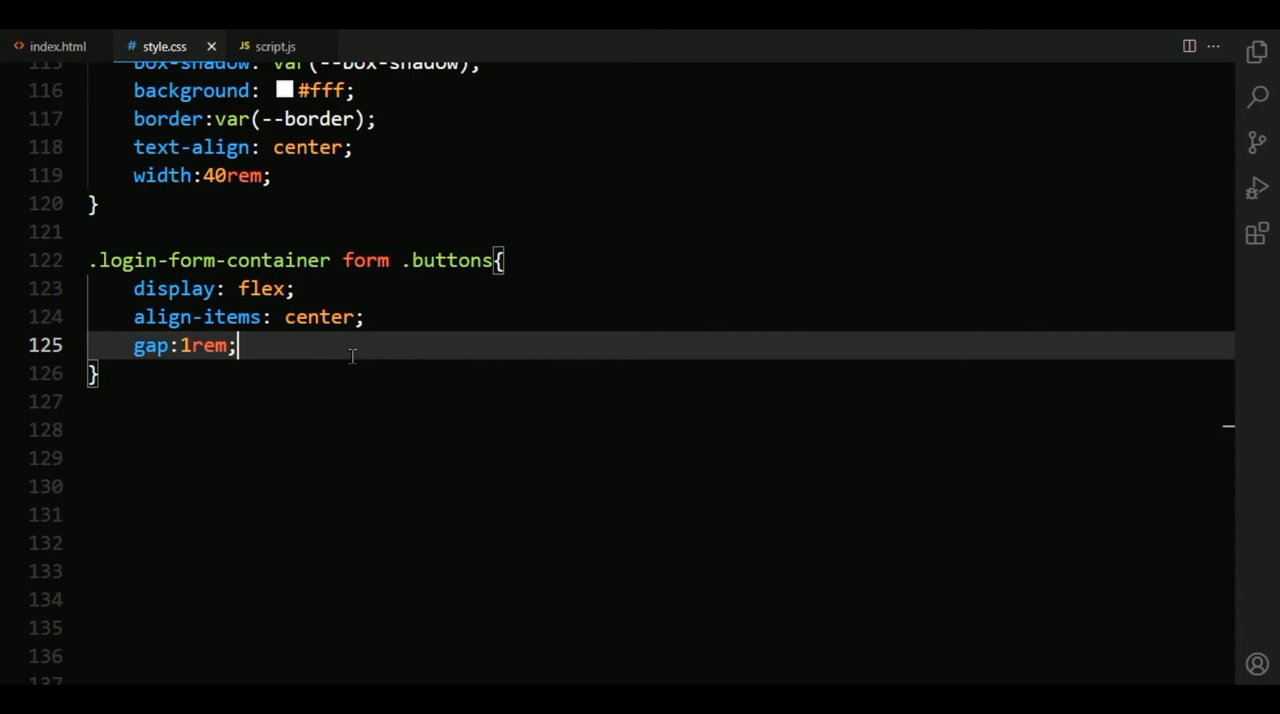 index.html
# style.css
JS script.js
115 box-shadow: var(--box-shadow);
116 background: #fff;
117 border:var(--border);
118 text-align: center;
119 width:40rem;
120 }
121
122 .login-form-container form .buttons{
123 display: flex;
124 align-items: center;
125 gap:1rem;
126 }
127
128
129
130
131
132
133
134
135
136
137